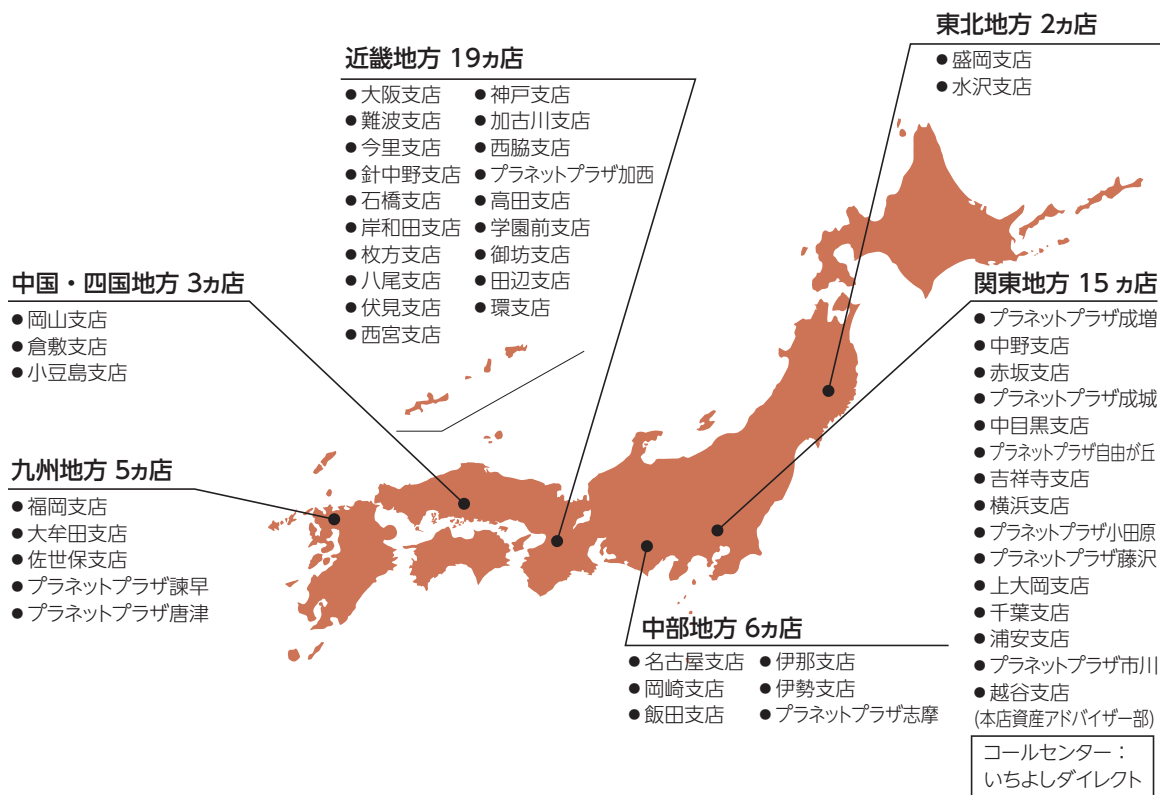 東北地方 2ヵ店
●盛岡支店
●水沢支店
近畿地方 19ヵ店
●大阪支店
●難波支店
●今里支店
●針中野支店
●石橋支店
●岸和田支店
●枚方支店
●八尾支店
●伏見支店
●西宮支店
●神戸支店
●加古川支店
●西脇支店
●プラネットプラザ加西
●高田支店
●学園前支店
●御坊支店
●田辺支店
●環支店
中国・四国地方 3ヵ店
●岡山支店
●倉敷支店
●小豆島支店
関東地方 15ヵ店
●プラネットプラザ成増
●中野支店
●赤坂支店
●プラネットプラザ成城
●中目黒支店
●プラネットプラザ自由が丘
●吉祥寺支店
●横浜支店
●プラネットプラザ小田原
●プラネットプラザ藤沢
●上大岡支店
●千葉支店
●浦安支店
●プラネットプラザ市川
●越谷支店
(本店資産アドバイザー部)
コールセンター：
いちよしダイレクト
九州地方 5ヵ店
●福岡支店
●大牟田支店
●佐世保支店
●プラネットプラザ諫早
●プラネットプラザ唐津
中部地方 6ヵ店
●名古屋支店
●岡崎支店
●飯田支店
●伊那支店
●伊勢支店
●プラネットプラザ志摩